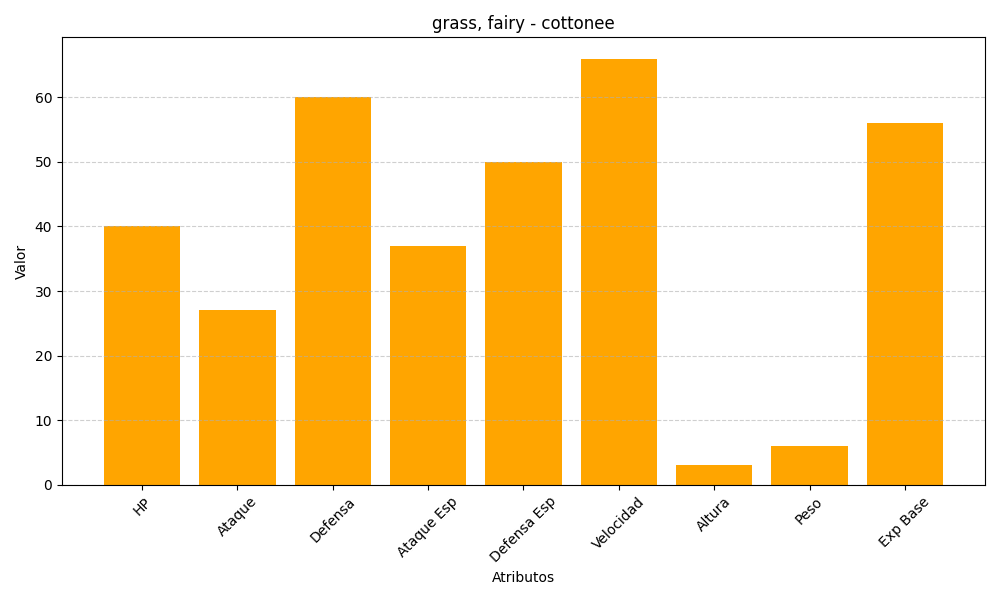 grass, fairy - cottonee
Valor
60
50
40
30
20
10
0
HP
Ataque
Defensa
Ataque Esp
Defensa Esp
Velocidad
Altura
Peso
Exp Base
Atributos